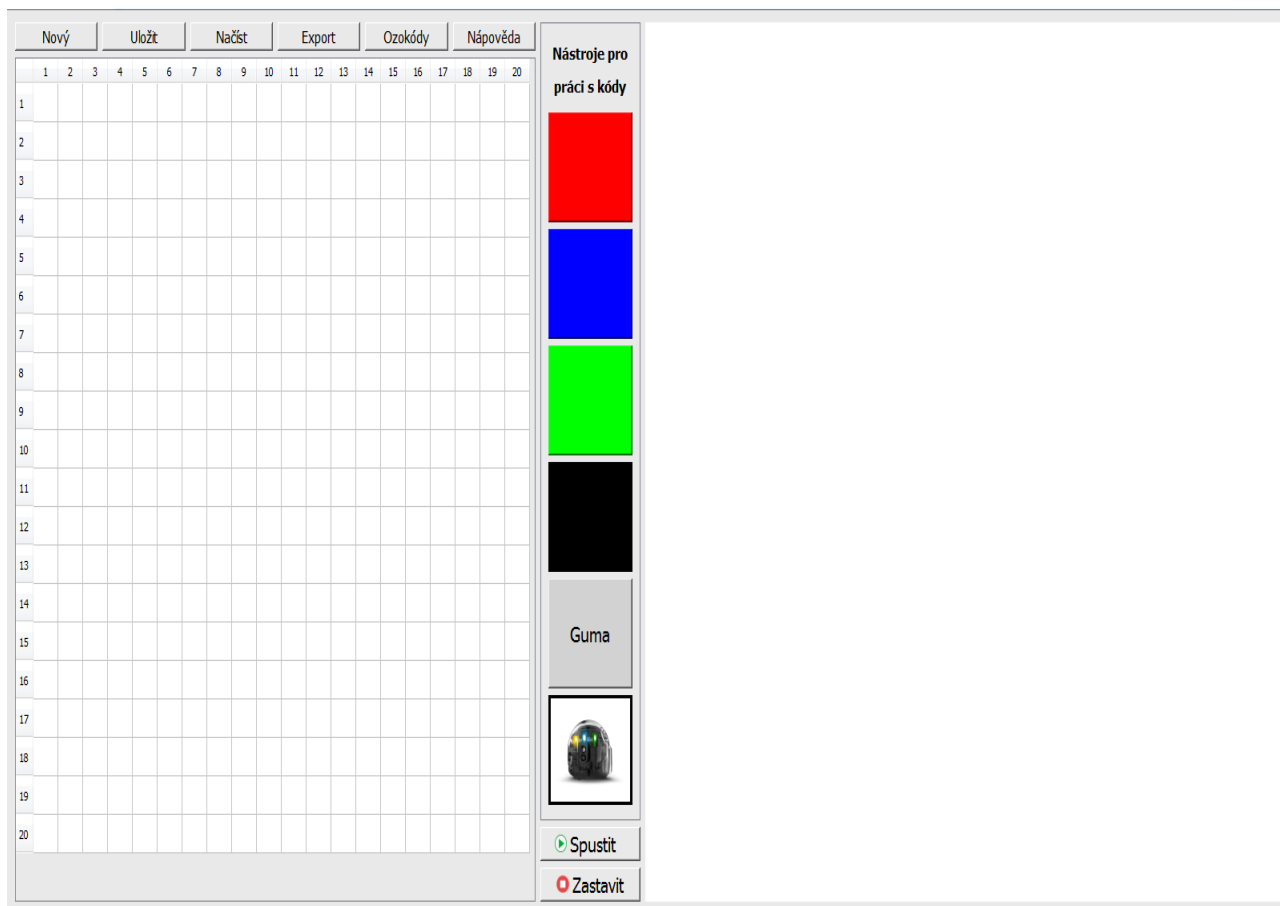 Nový Uložit Načíst Export Ozokódy Nápověda
Nástroje pro
práci s kódy
1 2 3 4 5 6 7 8 9 10 11 12 13 14 15 16 17 18 19 20
1
2
3
4
5
6
7
8
9
10
11
12
13
14
15
16
17
18
19
20
Guma
Spustit
Zastavit